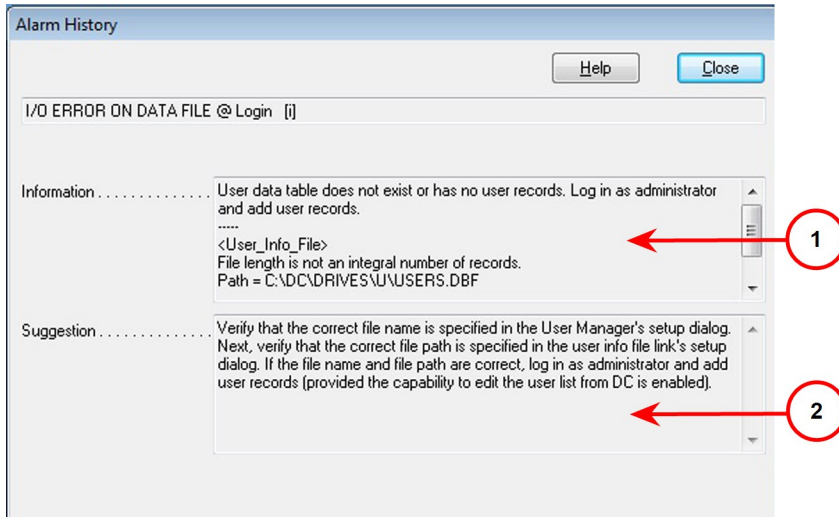 Alarm History
Help
Close
I/O ERROR ON DATA FILE @ Login [i]
Information . . . . . . . . . . . . . .
User data table does not exist or has no user records. Log in as administrator
and add user records.
-----
<User_Info_File>
File length is not an integral number of records.
Path = C:\DC\DRIVES\U\USERS.DBF
1
Suggestion . . . . . . . . . . . . . .
Verify that the correct file name is specified in the User Manager's setup dialog.
Next, verify that the correct file path is specified in the user info file link's setup
dialog. If the file name and file path are correct, log in as administrator and add
user records (provided the capability to edit the user list from DC is enabled).
2